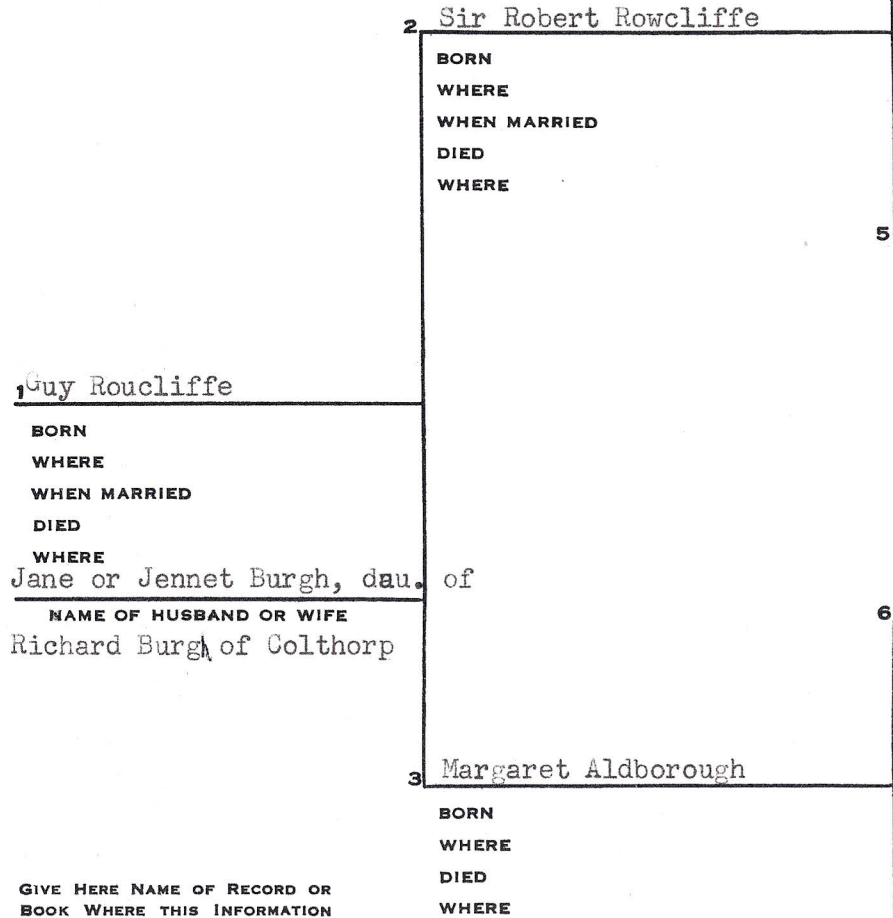 2 Sir Robert Rowcliffe
BORN
WHERE
WHEN MARRIED
DIED
WHERE
5
1 Guy Roucliffe
BORN
WHERE
WHEN MARRIED
DIED
WHERE
Jane or Jennet Burgh, dau. of
NAME OF HUSBAND OR WIFE
6
Richard Burgh of Colthorp
3 Margaret Aldborough
BORN
WHERE
DIED
WHERE
GIVE HERE NAME OF RECORD OR
BOOK WHERE THIS INFORMATION